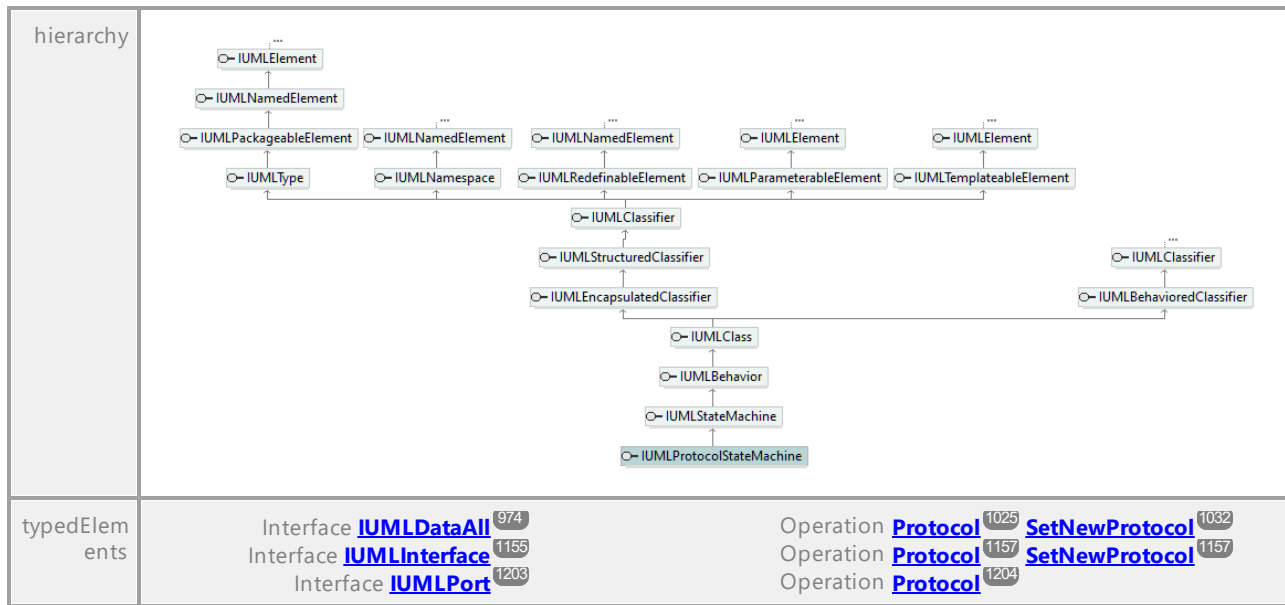 hierarchy
...
IUMLElement
IUMLNamedElement
... ... ... ...
IUMLPackageableElement IUMLNamedElement IUMLNamedElement IUMLElement IUMLElement
IUMLType IUMLNamespace IUMLRedefinableElement IUMLParameterableElement IUMLTemplateableElement
IUMLClassifier
...
IUMLStructuredClassifier IUMLClassifier
IUMLEncapsulatedClassifier IUMLBehavioredClassifier
IUMLClass
IUMLBehavior
IUMLStateMachine
IUMLProtocolStateMachine
typedElem
ents
Interface IUMLDataAll 974 Operation Protocol 1025 SetNewProtocol 1032
Interface IUMLInterface 1155 Operation Protocol 1157 SetNewProtocol 1157
Interface IUMLPort 1203 Operation Protocol 1204